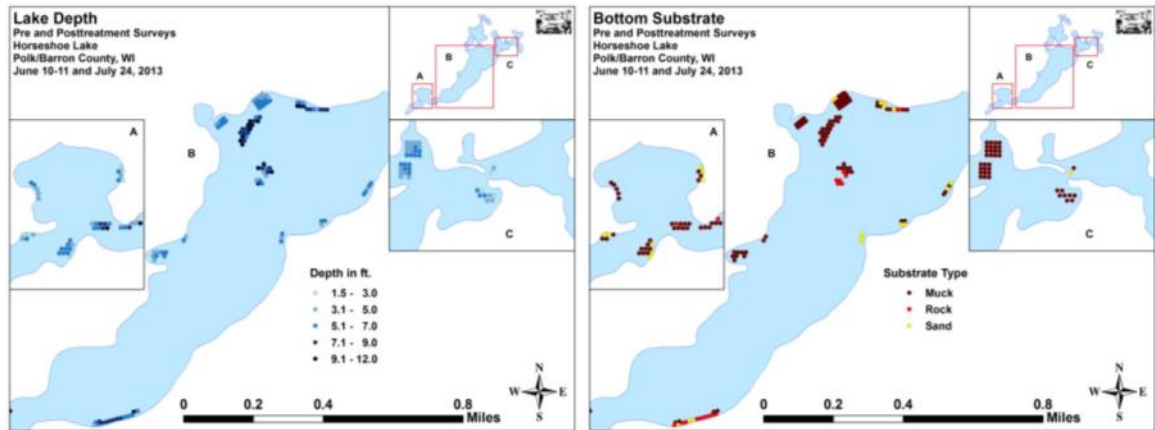 Lake Depth
Pre and Posttreatment Surveys
Horseshoe Lake
Polk/Barron County, WI
June 10-11 and July 24, 2013
A
B
C
A
B
C
Depth in ft.
1.5 - 3.0
3.1 - 5.0
5.1 - 7.0
7.1 - 9.0
9.1 - 12.0
N
W E
S
0 0.2 0.4 0.8
Miles
Bottom Substrate
Pre and Posttreatment Surveys
Horseshoe Lake
Polk/Barron County, WI
June 10-11 and July 24, 2013
A
B
C
A
B
C
Substrate Type
Muck
Rock
Sand
N
W E
S
0 0.2 0.4 0.8
Miles